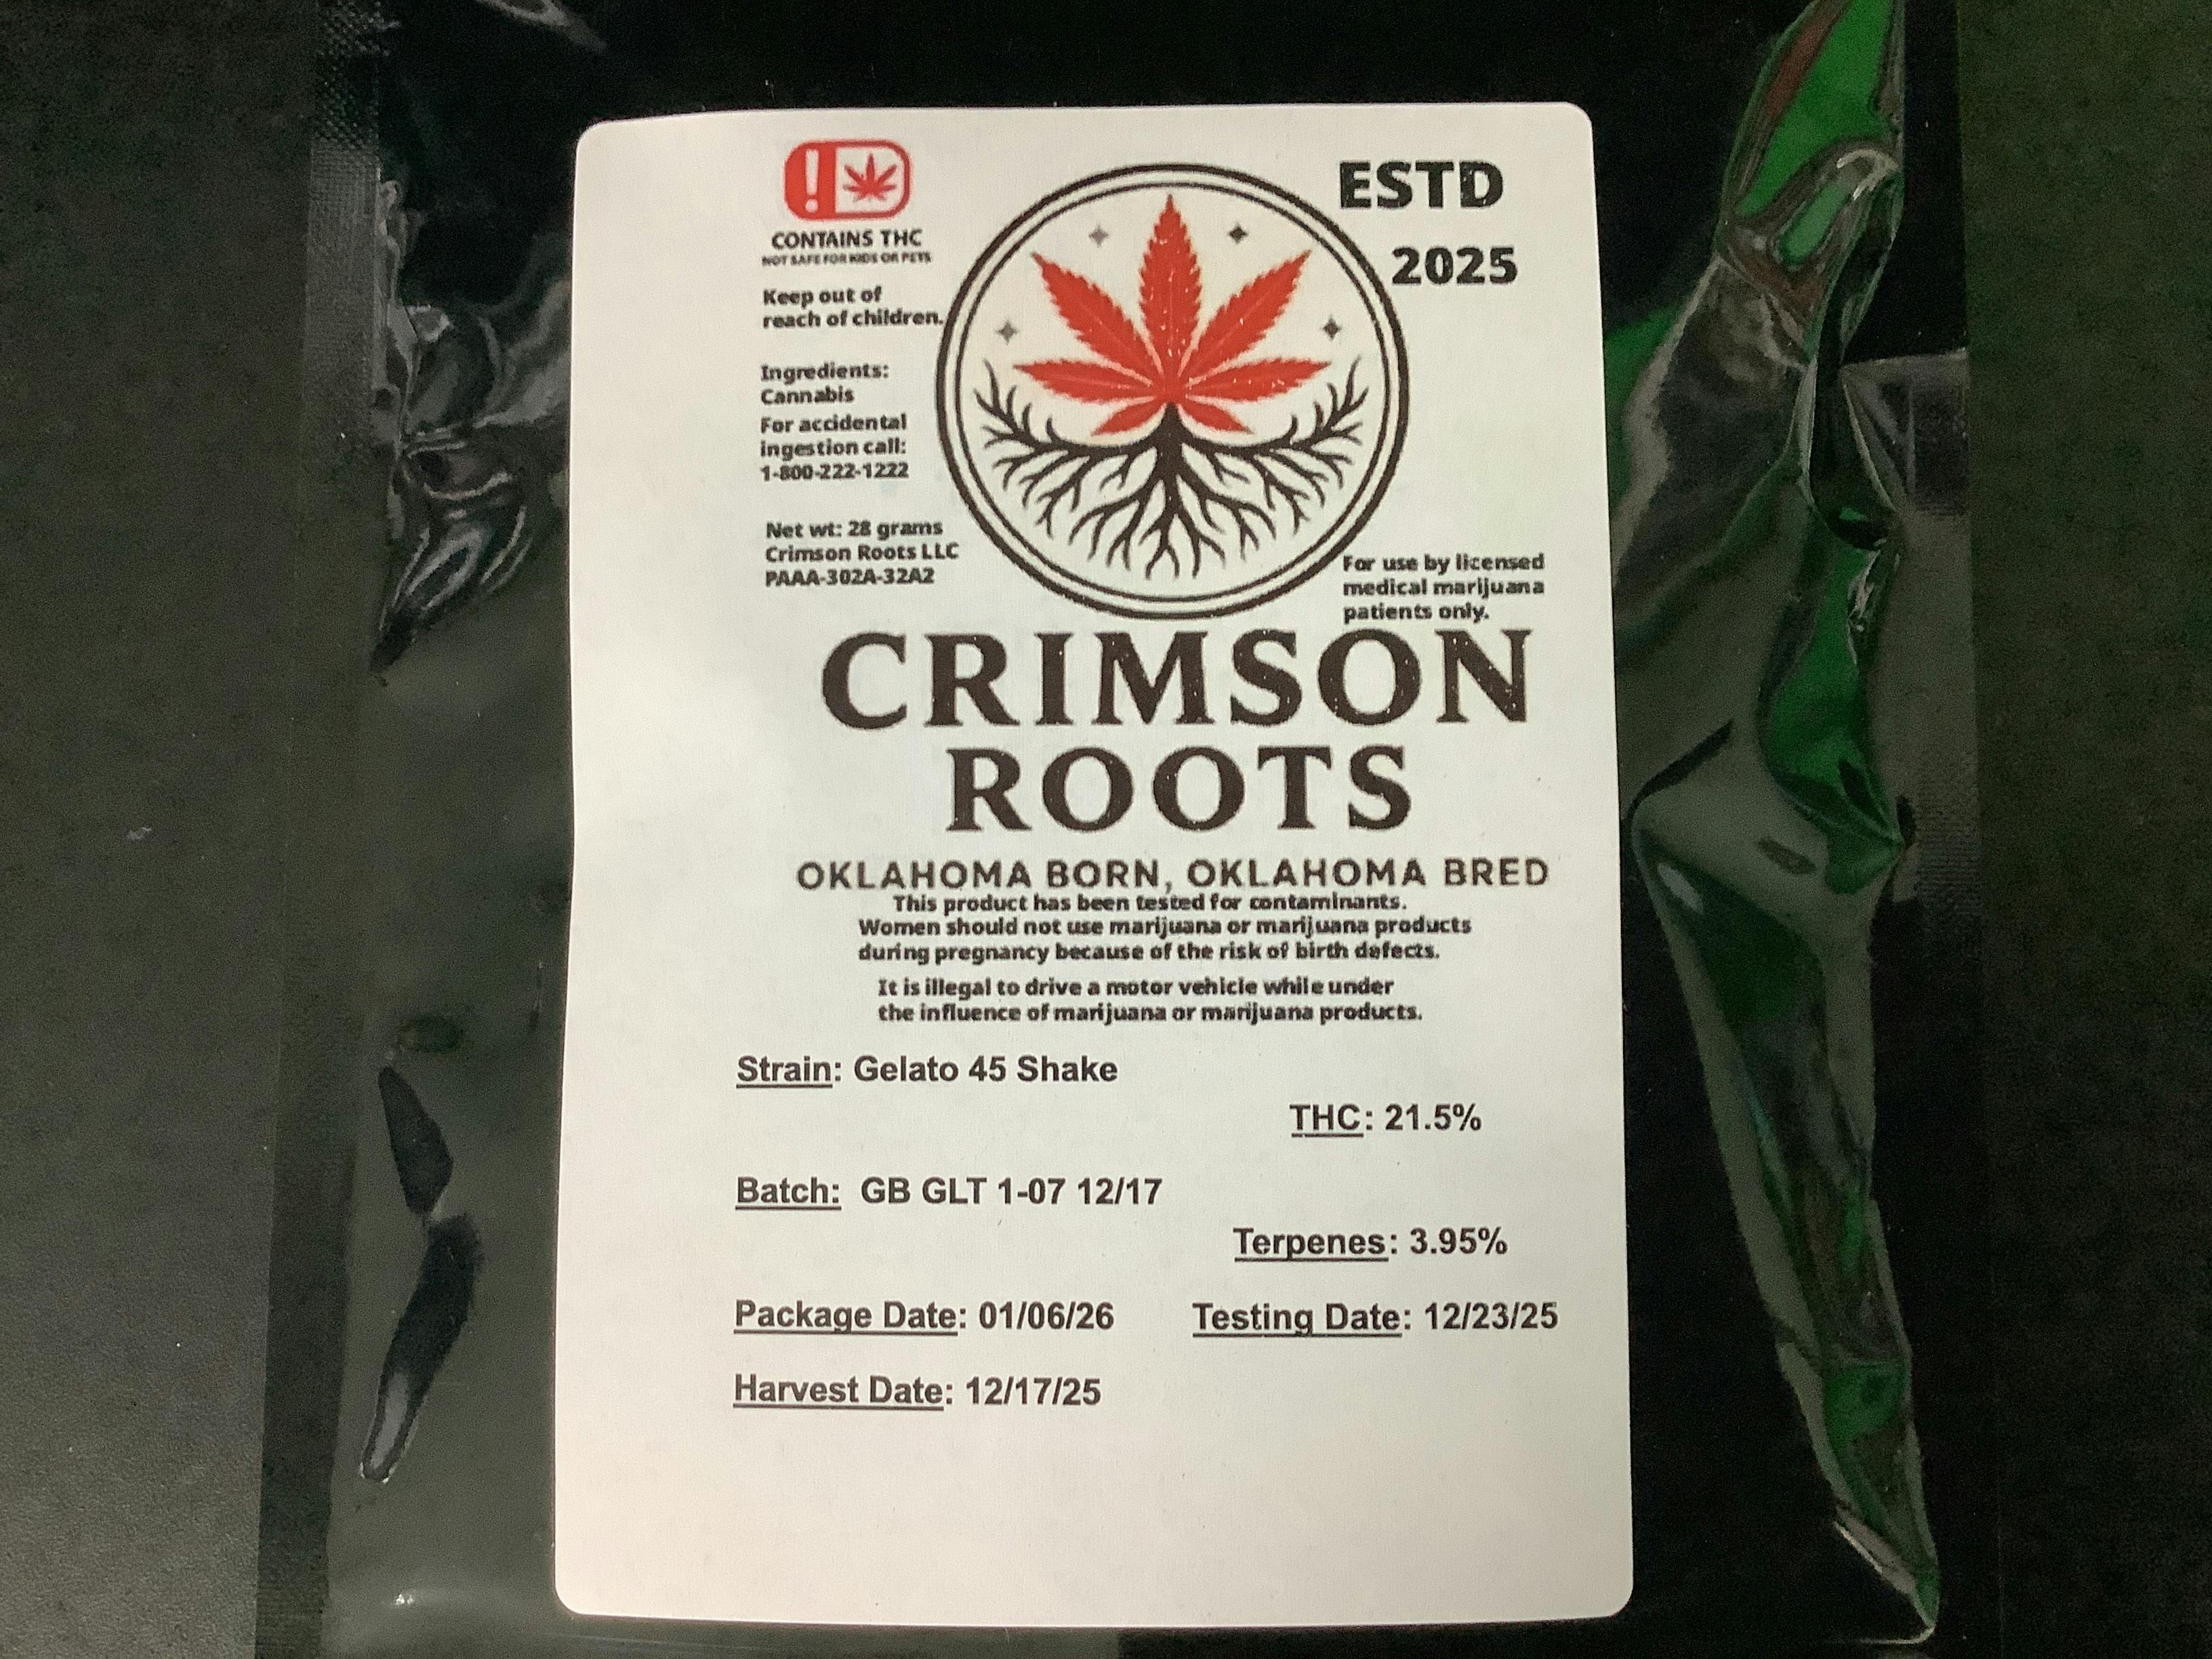 CONTAINS THC
NOT SAFE FOR KIDS OR PETS
Keep out of
reach of children.
Ingredients:
Cannabis
For accidental
ingestion call:
1-800-222-1222
Net wt: 28 grams
Crimson Roots LLC
PAAA-302A-32A2
ESTD
2025
For use by licensed
medical marijuana
patients only.
CRIMSON
ROOTS
OKLAHOMA BORN, OKLAHOMA BRED
This product has been tested for contaminants.
Women should not use marijuana or marijuana products
during pregnancy because of the risk of birth defects.
It is illegal to drive a motor vehicle while under
the influence of marijuana or marijuana products.
Strain: Gelato 45 Shake
THC: 21.5%
Batch: GB GLT 1-07 12/17
Terpenes: 3.95%
Package Date: 01/06/26 Testing Date: 12/23/25
Harvest Date: 12/17/25